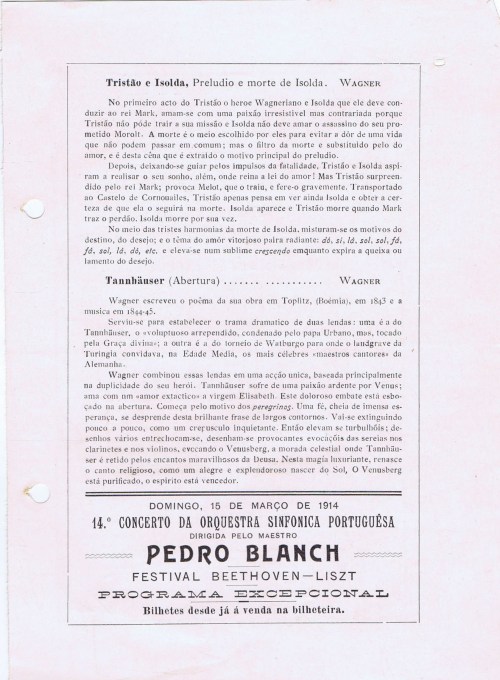 Tristão e Isolda, Preludio e morte de Isolda. WAGNER
No primeiro acto do Tristão o heroe Wagneriano e Isolda que ele deve con-
duzir ao rei Mark, amam-se com uma paixão irresistivel mas contrariada porque
Tristão não póde trair a sua missão e Isolda não deve amar o assassino do seu pro-
metido Morolt. A morte é o meio escolhido por eles para evitar a dôr de uma vida
que não podem passar em comum; mas o filtro da morte e substituido pelo do
amor, e é desta cêna que é extraído o motivo principal do preludio.
Depois, deixando-se guiar pelos impulsos da fatalidade, Tristão e Isolda aspi-
ram a realisar o seu sonho, além, onde reina a lei do amor! Mas Tristão surpreen-
dido pelo rei Mark; provoca Melot, que o traiu, e fere-o gravemente. Transportado
ao Castelo de Cornouailles, Tristão apenas pensa em ver ainda Isolda e obter a cer-
teza de que ela o seguirá na morte. Isolda aparece e Tristão morre quando Mark
traz o perdão. Isolda morre por sua vez.
No meio das tristes harmonias da morte de Isolda, misturam-se os motivos do
destino, do desejo; e o têma do amôr vitorioso paira radiante: dó, si, lá, sol, sol, fá,
fá, sol, lá, dó, etc. e eleva-se num sublime crescendo emquanto expira a queixa ou
lamento do desejo.
Tannhäuser (Abertura) ....... ........... WAGNER
Wagner escreveu o poêma da sua obra em Toplitz, (Boémia), em 1843 e a
musica em 1844-45.
Serviu-se para estabelecer o trama dramatico de duas lendas: uma é a do
Tannhäuser, o «voluptuoso arrependido, condenado pelo papa Urbano, mas, tocado
pela Graça divina»; a outra é a do torneio de Watburgo para onde o landgrave da
Turingia convidava, na Edade Media, os mais célebres «maestros cantores» da
Alemanha.
Wagner combinou essas lendas em uma acção unica, baseada principalmente
na duplicidade do seu herói. Tannhäuser sofre de uma paixão ardente por Venus;
ama com um «amor extactico» a virgem Elisabeth. Este doloroso embate está esbo-
çado na abertura. Começa pelo motivo dos peregrinos. Uma fé, cheia de imensa es-
perança, se desprende desta brilhante frase de largos contornos. Vai-se extinguindo
pouco a pouco, como um crepusculo inquietante. Então elevam se turbulhões; de-
senhos vários entrechocam-se, desenham-se provocantes evocações das sereias nos
clarinetes e nos violinos, evocando o Venusberg, a morada celestial onde Tannhäu-
ser é retido pelos encantos maravilhosos da Deusa. Nesta magia luxuriante, renasce
o canto religioso, como um alegre e explendoroso nascer do Sol, O Venusberg
está purificado, o espirito está vencedor.
DOMINGO, 15 DE MARÇO DE 1914
14.º CONCERTO DA ORQUESTRA SINFONICA PORTUGUÊSA
DIRIGIDA PELO MAESTRO
PEDRO BLANCH
FESTIVAL BEETHOVEN—LISZT
PROGRAMA EXCEPCIONAL
Bilhetes desde já á venda na bilheteira.